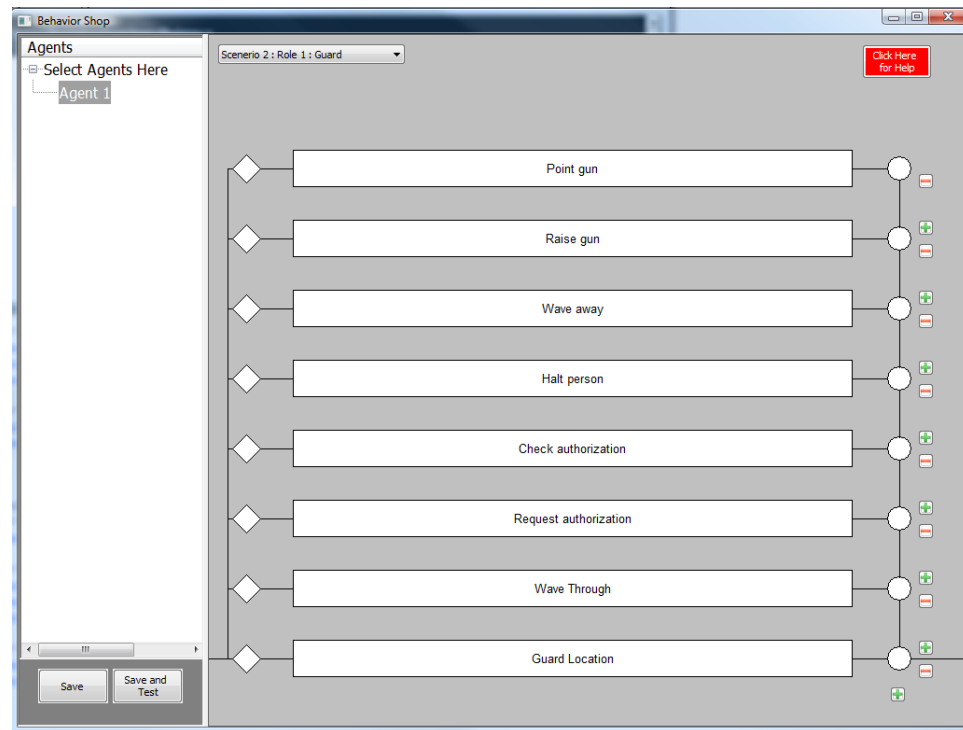 Behavior Shop
Agents
Select Agents Here
Agent 1
Scenerio 2 : Role 1 : Guard
Click Here
for Help
Point gun
Raise gun
Wave away
Halt person
Check authorization
Request authorization
Wave Through
Guard Location
Save
Save and
Test